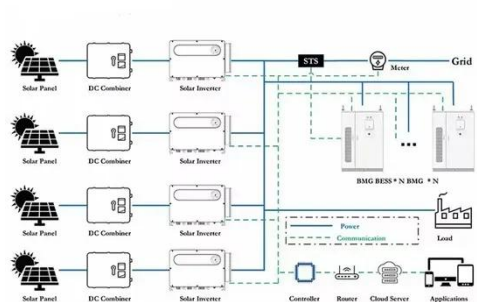 STS
Meter
Grid
Solar Panel
DC Combiner
Solar Inverter
Solar Panel
DC Combiner
Solar Inverter
BMG BESS * N BMG * N
Solar Panel
DC Combiner
Solar Inverter
Power
Communication
Load
Solar Panel
DC Combiner
Solar Inverter
Controller
Router
Cloud Server
Applications